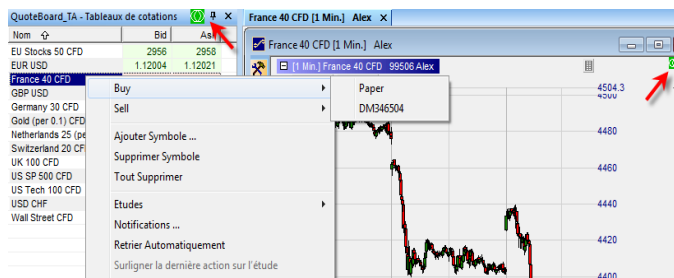 QuoteBoard_TA - Tableaux de cotations
France 40 CFD [1 Min.] Alex
Nom Bid Ask
EU Stocks 50 CFD 2956 2958
EUR USD 1.12004 1.12021
France 40 CFD
GBP USD
Germany 30 CFD
Gold (per 0.1) CFD
Netherlands 25 (pe
Switzerland 20 CF
UK 100 CFD
US SP 500 CFD
US Tech 100 CFD
USD CHF
Wall Street CFD
Buy
Sell
Ajouter Symbole ...
Supprimer Symbole
Tout Supprimer
Etudes
Notifications ...
Retrier Automatiquement
Surligner la dernière action sur l'étude
Paper
DM346504
France 40 CFD [1 Min.] Alex
[1 Min.] France 40 CFD 99506 Alex
4504.3
4500
4480
4460
4440
4420
4400